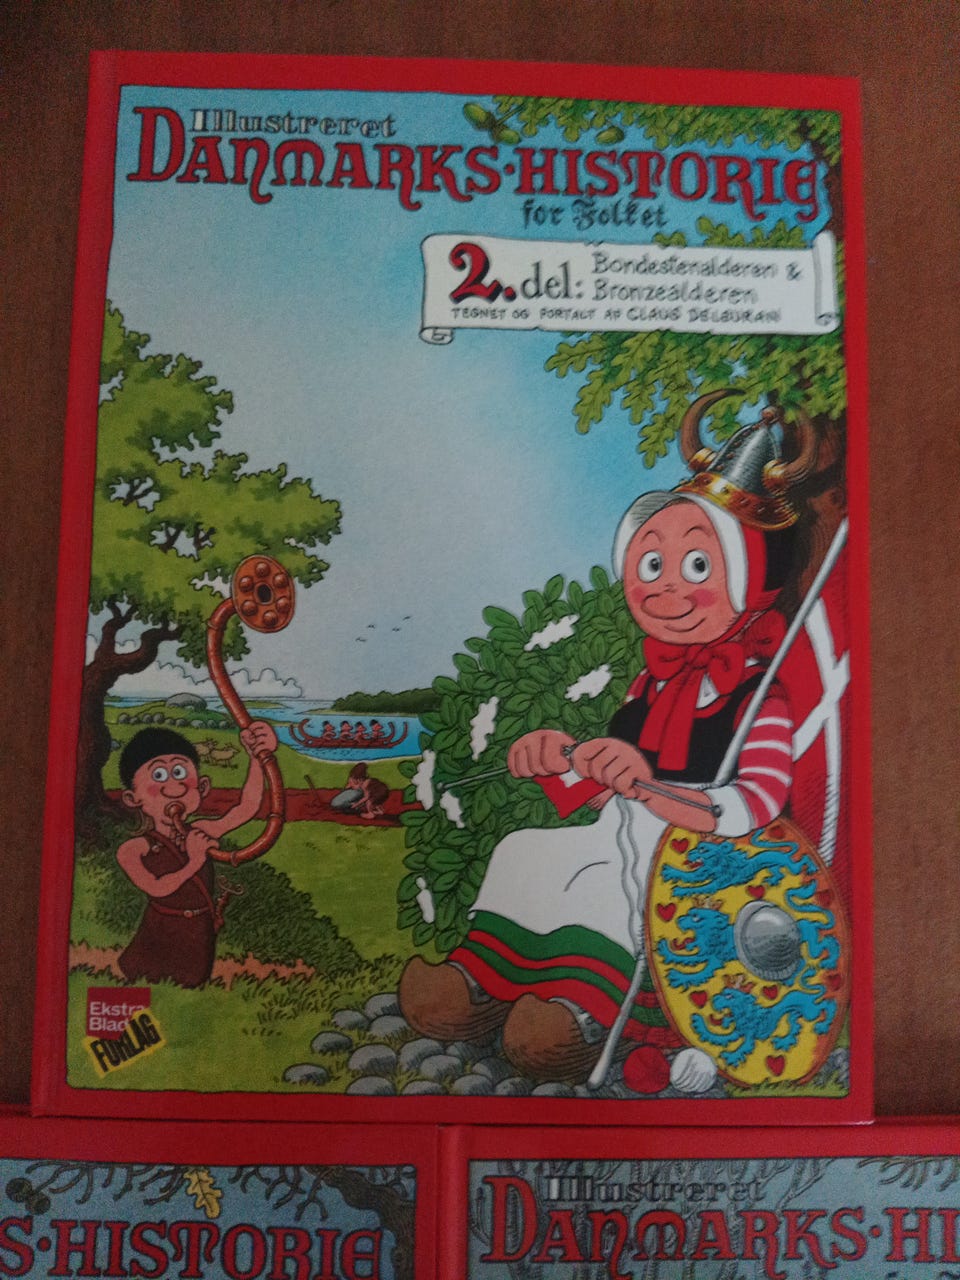 Illustreret
DANMARKS·HISTORIE
for Folket
2. del: Bondestenalderen &
Bronzealderen
TEGNET OG FORTALT AF CLAUS DELEURAN
Ekstra
Blad
FORLAG
S·HISTORIE
Illustreret
DANMARKS·HI